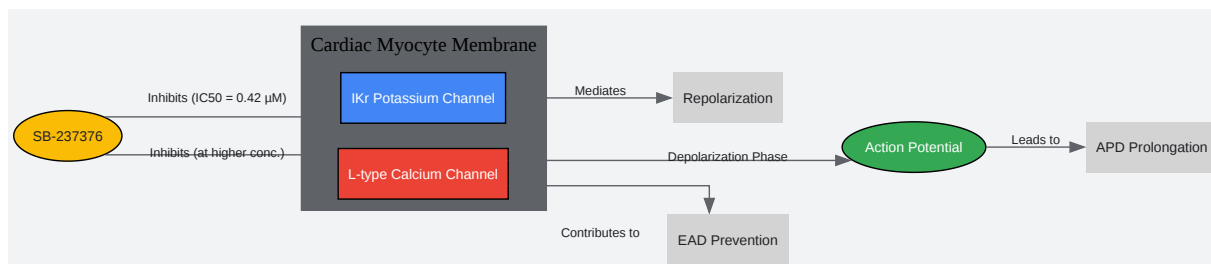 Cardiac Myocyte Membrane
IKr Potassium Channel
Inhibits (IC50 = 0.42 µM)
Mediates
Repolarization
SB-237376
Inhibits (at higher conc.)
L-type Calcium Channel
Depolarization Phase
Action Potential
Leads to
APD Prolongation
Contributes to
EAD Prevention